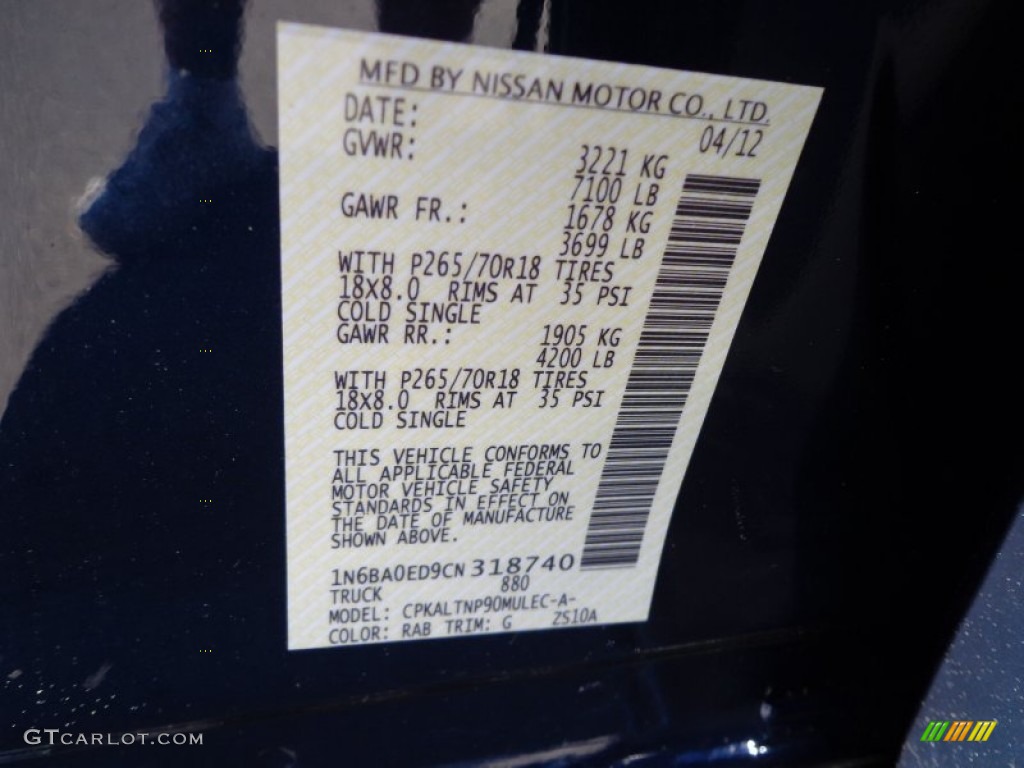 MFD BY NISSAN MOTOR CO., LTD.
DATE: 04/12
GVWR: 3221 KG
7100 LB
GAWR FR.: 1678 KG
3699 LB
WITH P265/70R18 TIRES
18X8.0 RIMS AT 35 PSI
COLD SINGLE
GAWR RR.: 1905 KG
4200 LB
WITH P265/70R18 TIRES
18X8.0 RIMS AT 35 PSI
COLD SINGLE
THIS VEHICLE CONFORMS TO
ALL APPLICABLE FEDERAL
MOTOR VEHICLE SAFETY
STANDARDS IN EFFECT ON
THE DATE OF MANUFACTURE
SHOWN ABOVE.
1N6BA0ED9CN 318740
TRUCK 880
MODEL: CPKALTNP90MULEC-A-
COLOR: RAB TRIM: G ZS10A
GTCARLOT.COM